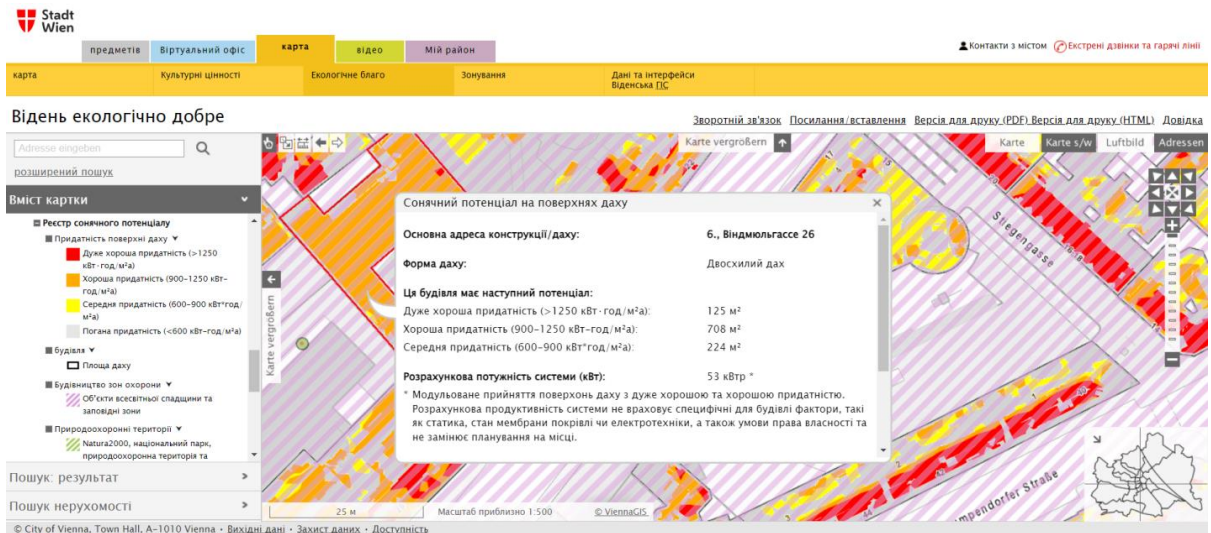 Stadt
Wien
предметів
Віртуальний офіс
карта
відео
Мій район
Контакти з містом
Екстрені дзвінки та гарячі лінії
карта
Культурні цінності
Екологічне благо
Зонування
Дані та інтерфейси
Віденська ГІС
Відень екологічно добре
Зворотній зв'язок Посилання/вставлення Версія для друку (PDF) Версія для друку (HTML) Довідка
Adresse eingeben
розширений пошук
Вміст картки
Реєстр сонячного потенціалу
Придатність поверхні даху
Дуже хороша придатність (>1250
кВт·год/м²а)
Хороша придатність (900–1250 кВт–
год/м²а)
Середня придатність (600–900 кВт*год/
м²а)
Погана придатність (<600 кВт–год/м²а)
будівля
Площа даху
Будівництво зон охорони
Об'єкти всесвітньої спадщини та
заповідні зони
Природоохоронні території
Natura2000, національний парк,
природоохоронна територія та
Пошук: результат
Пошук нерухомості
Karte vergrößern
Karte vergrößern
Karte
Karte s/w
Luftbild
Adressen
Stiegengasse
16-18
Сонячний потенціал на поверхнях даху
Основна адреса конструкції/даху: 6., Віндмюльгассе 26
Форма даху: Двосхилий дах
Ця будівля має наступний потенціал:
Дуже хороша придатність (>1250 кВт·год/м²а): 125 м²
Хороша придатність (900–1250 кВт–год/м²а): 708 м²
Середня придатність (600–900 кВт*год/м²а): 224 м²
Розрахункова потужність системи (кВт): 53 кВтр *
* Модульоване прийняття поверхонь даху з дуже хорошою та хорошою придатністю.
Розрахункова продуктивність системи не враховує специфічні для будівлі фактори, такі
як статика, стан мембрани покрівлі чи електротехніки, а також умови права власності та
не замінює планування на місці.
25 м
Масштаб приблизно 1:500
© ViennaGIS
mpendorfer Straße
© City of Vienna, Town Hall, A–1010 Vienna • Вихідні дані • Захист даних • Доступність